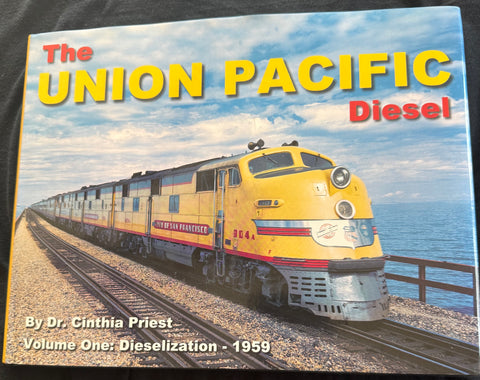 The
UNION PACIFIC
Diesel
CITY OF SAN FRANCISCO
904A
By Dr. Cinthia Priest
Volume One: Dieselization - 1959